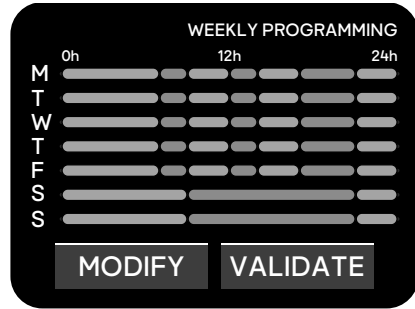 WEEKLY PROGRAMMING
0h 12h 24h
M
T
W
T
F
S
S
MODIFY VALIDATE